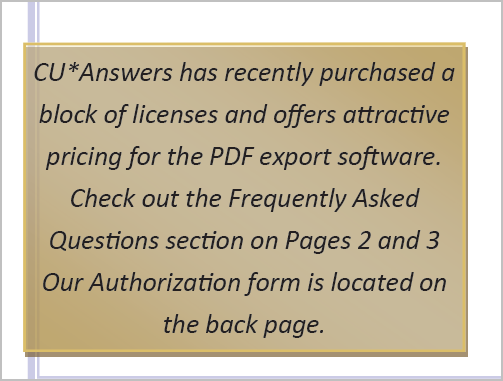 CU*Answers has recently purchased a
block of licenses and offers attractive
pricing for the PDF export software.
Check out the Frequently Asked
Questions section on Pages 2 and 3
Our Authorization form is located on
the back page.